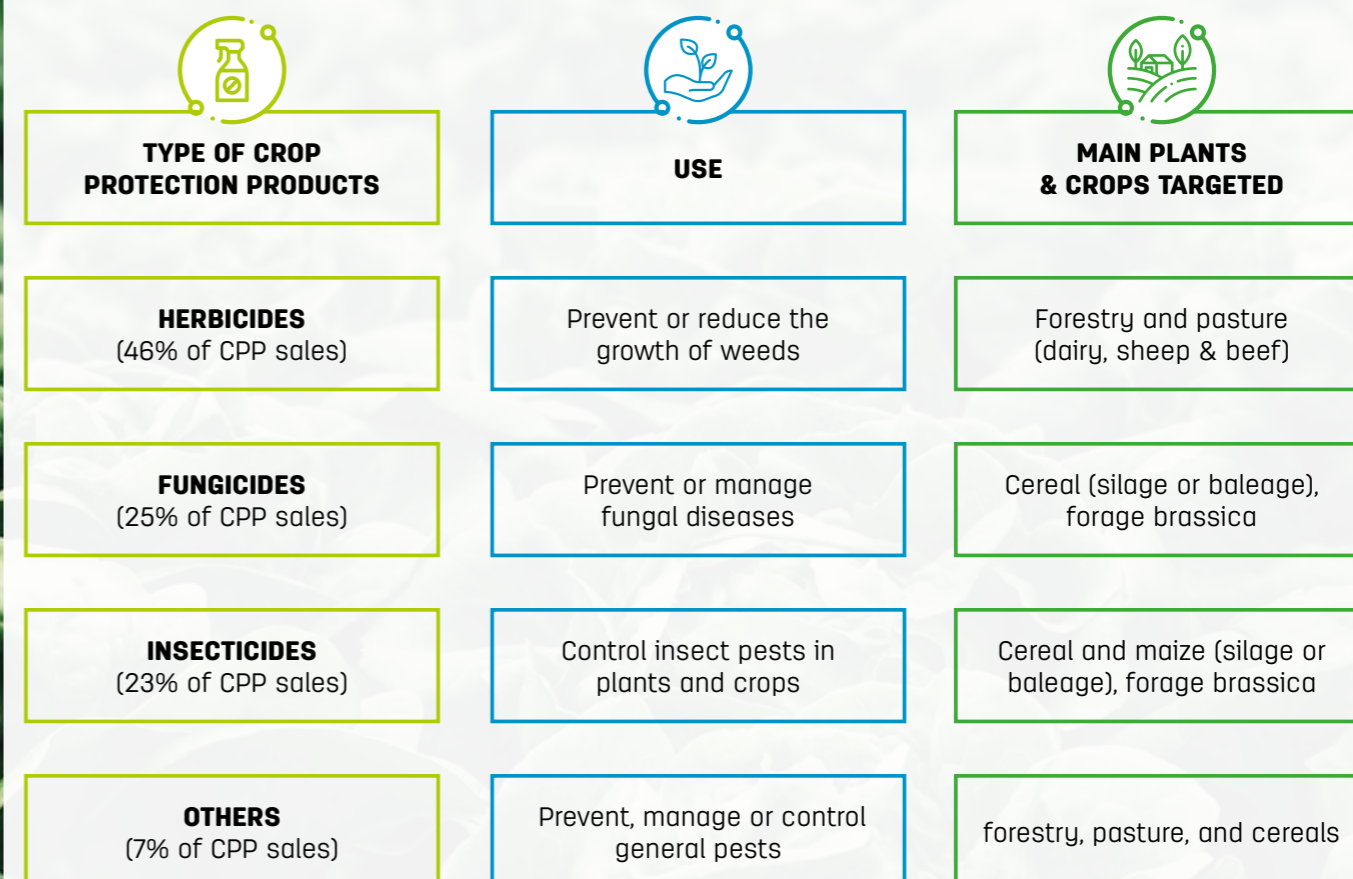 TYPE OF CROP
PROTECTION PRODUCTS
USE
MAIN PLANTS
& CROPS TARGETED
HERBICIDES
(46% of CPP sales)
Prevent or reduce the
growth of weeds
Forestry and pasture
(dairy, sheep & beef)
FUNGICIDES
(25% of CPP sales)
Prevent or manage
fungal diseases
Cereal (silage or baleage),
forage brassica
INSECTICIDES
(23% of CPP sales)
Control insect pests in
plants and crops
Cereal and maize (silage or
baleage), forage brassica
OTHERS
(7% of CPP sales)
Prevent, manage or control
general pests
forestry, pasture, and cereals